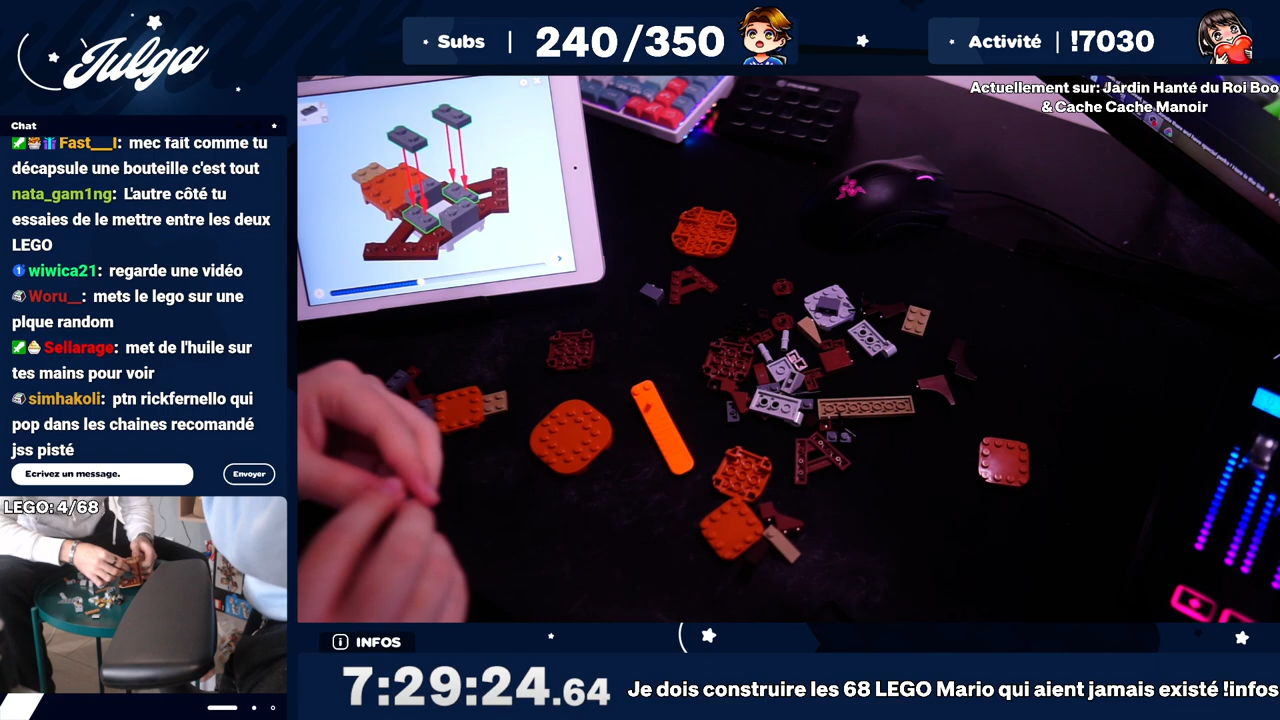 Julga
Subs | 240/350
Activité | !7030
Actuellement sur: Jardin Hanté du Roi Boo
& Cache Cache Manoir
Chat
Fast___l: mec fait comme tu
décapsule une bouteille c'est tout
nata_gam1ng: L'autre côté tu
essaies de le mettre entre les deux
LEGO
wiwica21: regarde une vidéo
Woru__: mets le lego sur une
plque random
Sellarage: met de l'huile sur
tes mains pour voir
simhakoli: ptn rickfernello qui
pop dans les chaines recomandé
jss pisté
Ecrivez un message.
Envoyer
LEGO: 4/68
INFOS
7:29:24.64
Je dois construire les 68 LEGO Mario qui aient jamais existé !infos